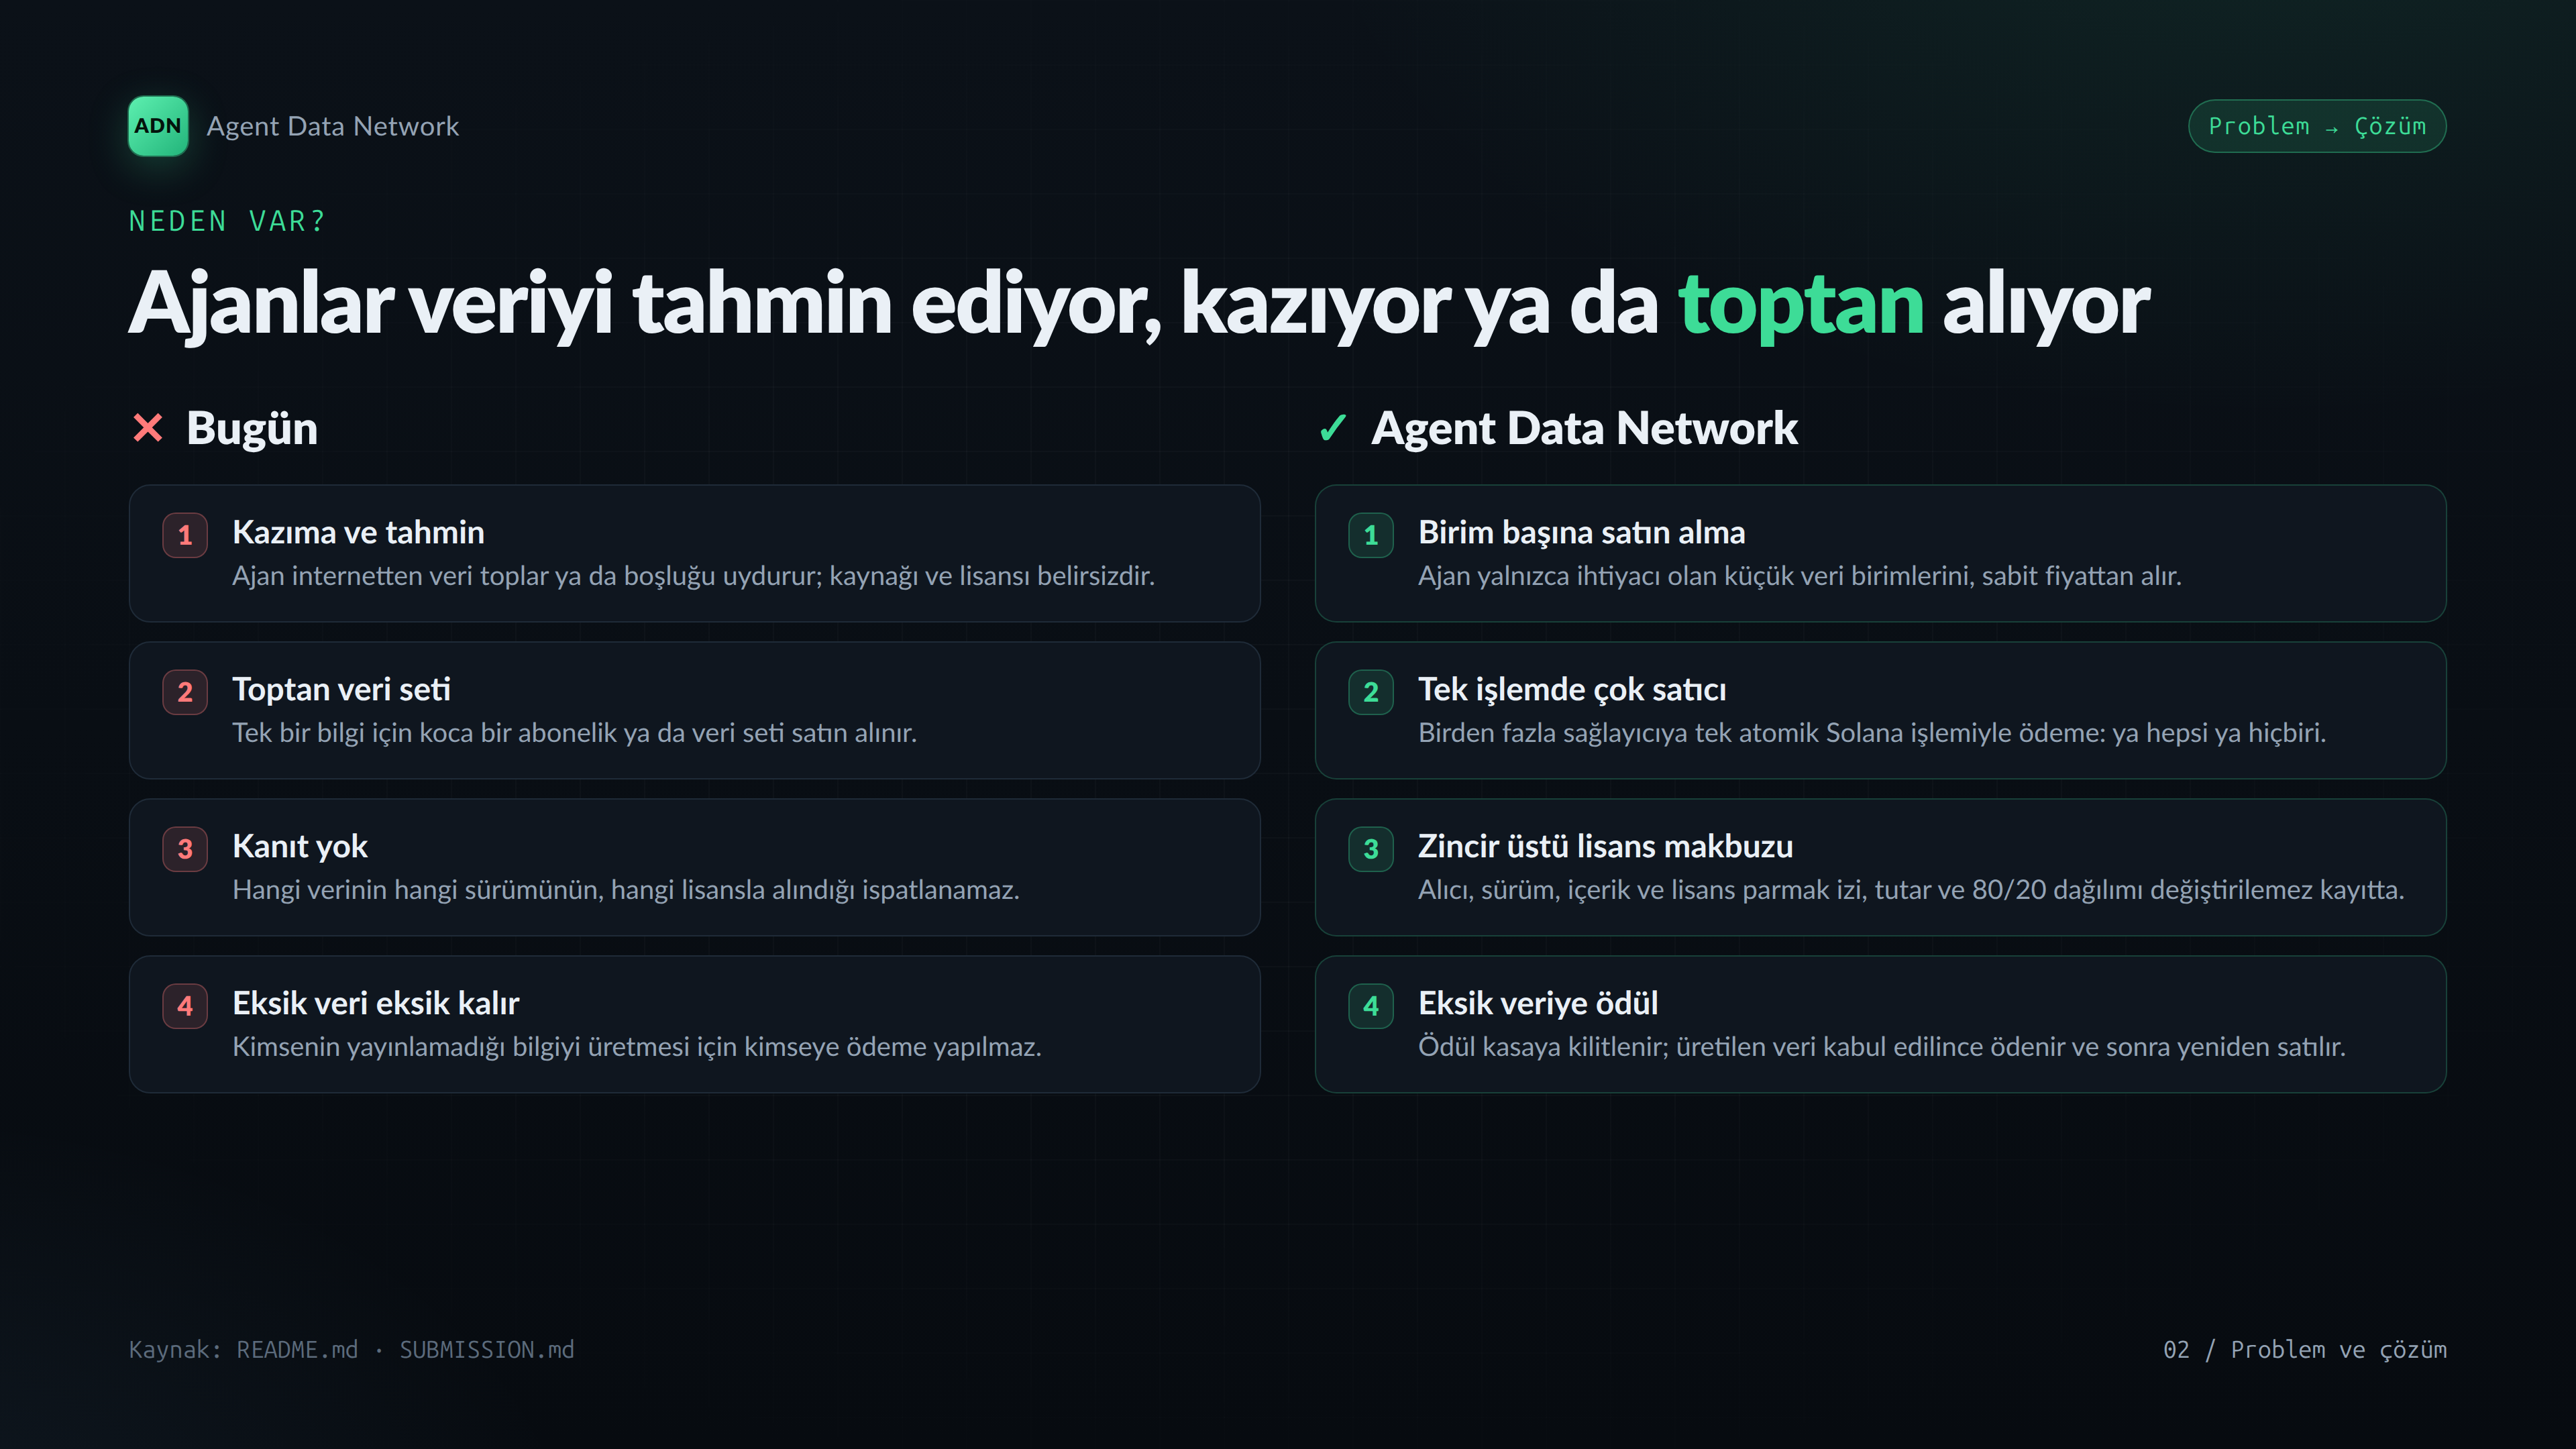 ADN
Agent Data Network
Problem → Çözüm
NEDEN VAR?
Ajanlar veriyi tahmin ediyor, kazıyor ya da toptan alıyor
✕ Bugün
1
Kazıma ve tahmin
Ajan internetten veri toplar ya da boşluğu uydurur; kaynağı ve lisansı belirsizdir.
2
Toptan veri seti
Tek bir bilgi için koca bir abonelik ya da veri seti satın alınır.
3
Kanıt yok
Hangi verinin hangi sürümünün, hangi lisansla alındığı ispatlanamaz.
4
Eksik veri eksik kalır
Kimsenin yayınlamadığı bilgiyi üretmesi için kimseye ödeme yapılmaz.
✓ Agent Data Network
1
Birim başına satın alma
Ajan yalnızca ihtiyacı olan küçük veri birimlerini, sabit fiyattan alır.
2
Tek işlemde çok satıcı
Birden fazla sağlayıcıya tek atomik Solana işlemiyle ödeme: ya hepsi ya hiçbiri.
3
Zincir üstü lisans makbuzu
Alıcı, sürüm, içerik ve lisans parmak izi, tutar ve 80/20 dağılımı değiştirilemez kayıtta.
4
Eksik veriye ödül
Ödül kasaya kilitlenir; üretilen veri kabul edilince ödenir ve sonra yeniden satılır.
Kaynak: README.md · SUBMISSION.md
02 / Problem ve çözüm